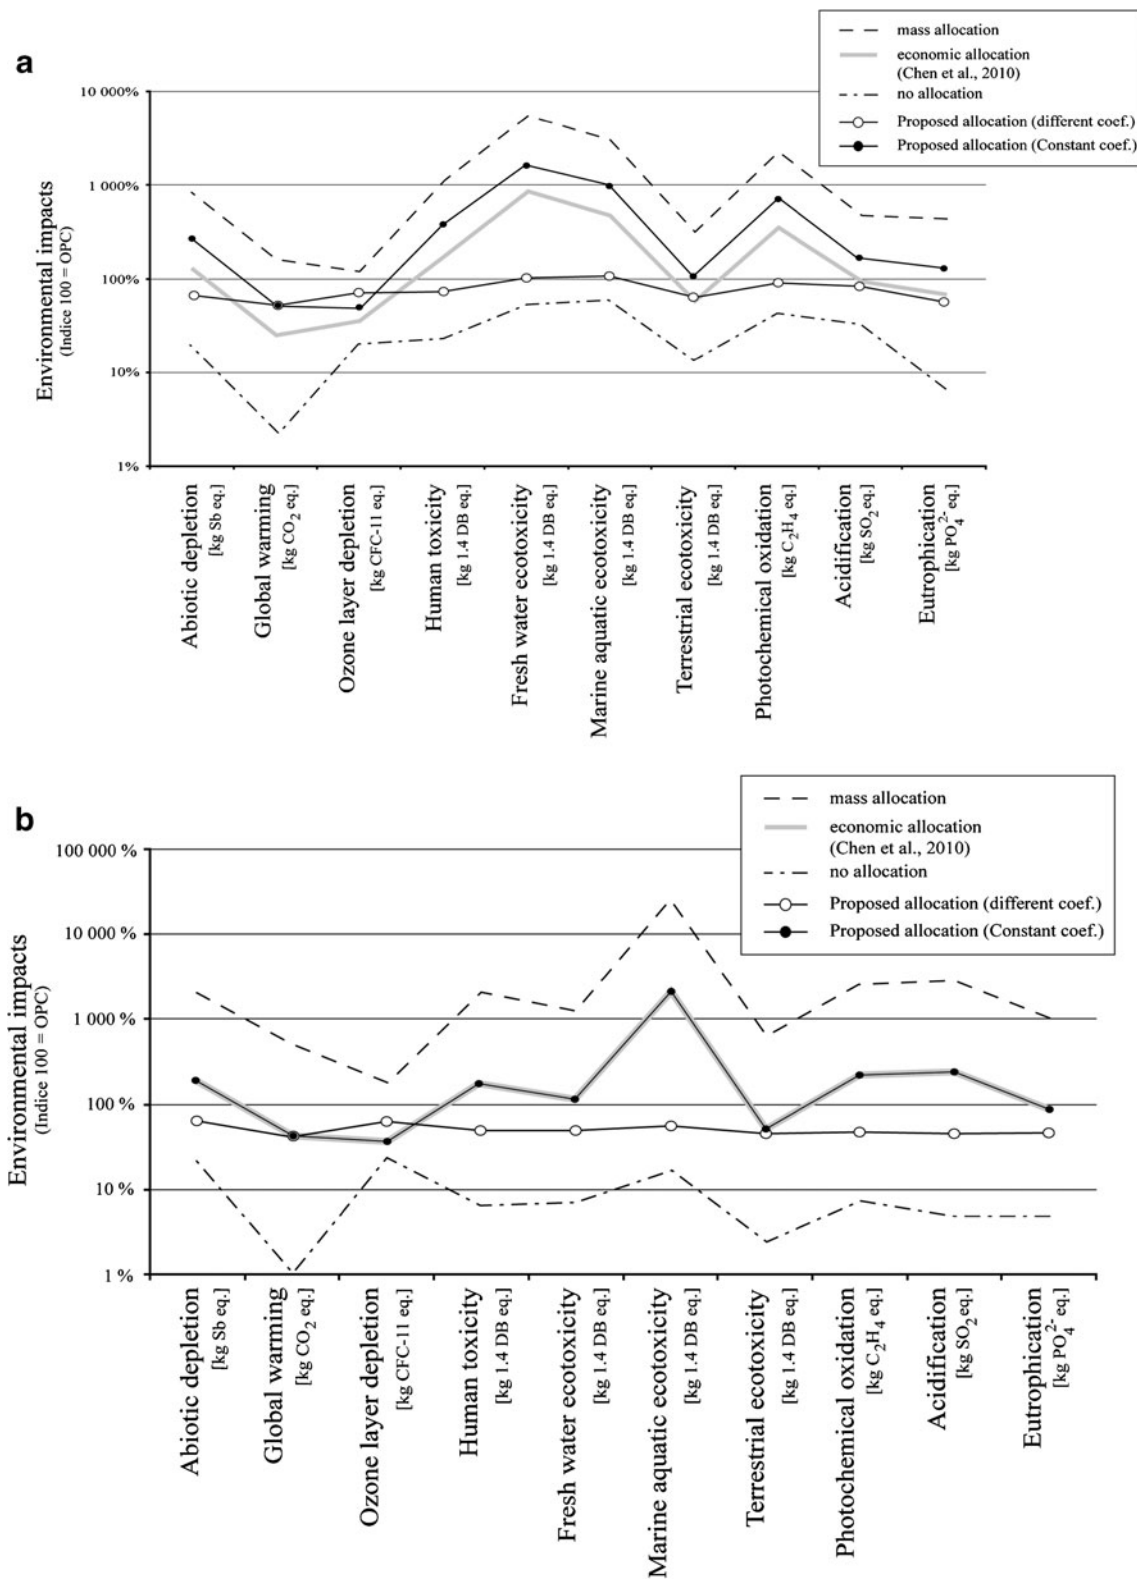 a
mass allocation
economic allocation
(Chen et al., 2010)
no allocation
Proposed allocation (different coef.)
Proposed allocation (Constant coef.)
Environmental impacts
(Indice 100 = OPC)
10 000%
1 000%
100%
10%
1%
Abiotic depletion
[kg Sb eq.]
Global warming
[kg CO2 eq.]
Ozone layer depletion
[kg CFC-11 eq.]
Human toxicity
[kg 1.4 DB eq.]
Fresh water ecotoxicity
[kg 1.4 DB eq.]
Marine aquatic ecotoxicity
[kg 1.4 DB eq.]
Terrestrial ecotoxicity
[kg 1.4 DB eq.]
Photochemical oxidation
[kg C2H4 eq.]
Acidification
[kg SO2 eq.]
Eutrophication
[kg PO4 2- eq.]
b
mass allocation
economic allocation
(Chen et al., 2010)
no allocation
Proposed allocation (different coef.)
Proposed allocation (Constant coef.)
Environmental impacts
(Indice 100 = OPC)
100 000 %
10 000 %
1 000 %
100 %
10 %
1 %
Abiotic depletion
[kg Sb eq.]
Global warming
[kg CO2 eq.]
Ozone layer depletion
[kg CFC-11 eq.]
Human toxicity
[kg 1.4 DB eq.]
Fresh water ecotoxicity
[kg 1.4 DB eq.]
Marine aquatic ecotoxicity
[kg 1.4 DB eq.]
Terrestrial ecotoxicity
[kg 1.4 DB eq.]
Photochemical oxidation
[kg C2H4 eq.]
Acidification
[kg SO2 eq.]
Eutrophication
[kg PO4 2- eq.]